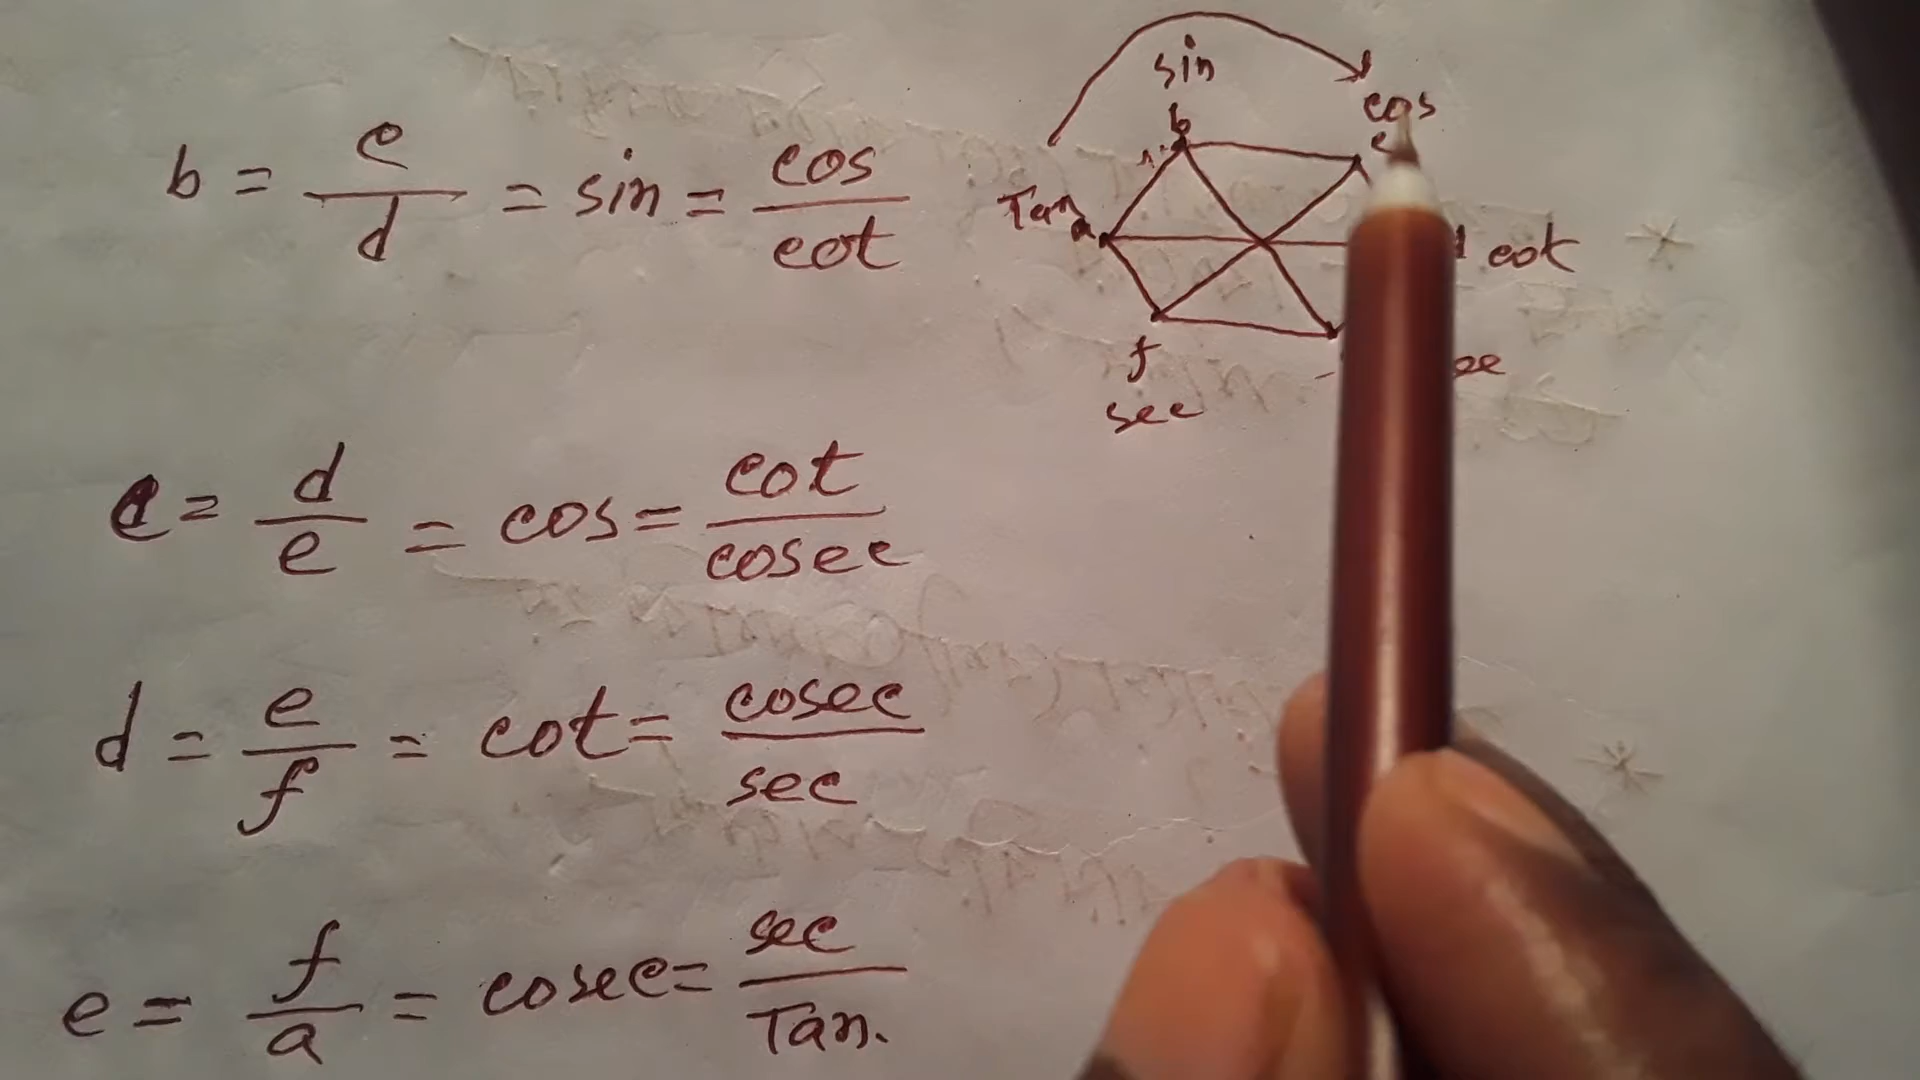 sin
cos
b
c
Tan
a
d cot
f
sec
b = c/d = sin = cos/cot
c = d/e = cos = cot/cosec
d = e/f = cot = cosec/sec
e = f/a = cosec = sec/Tan.